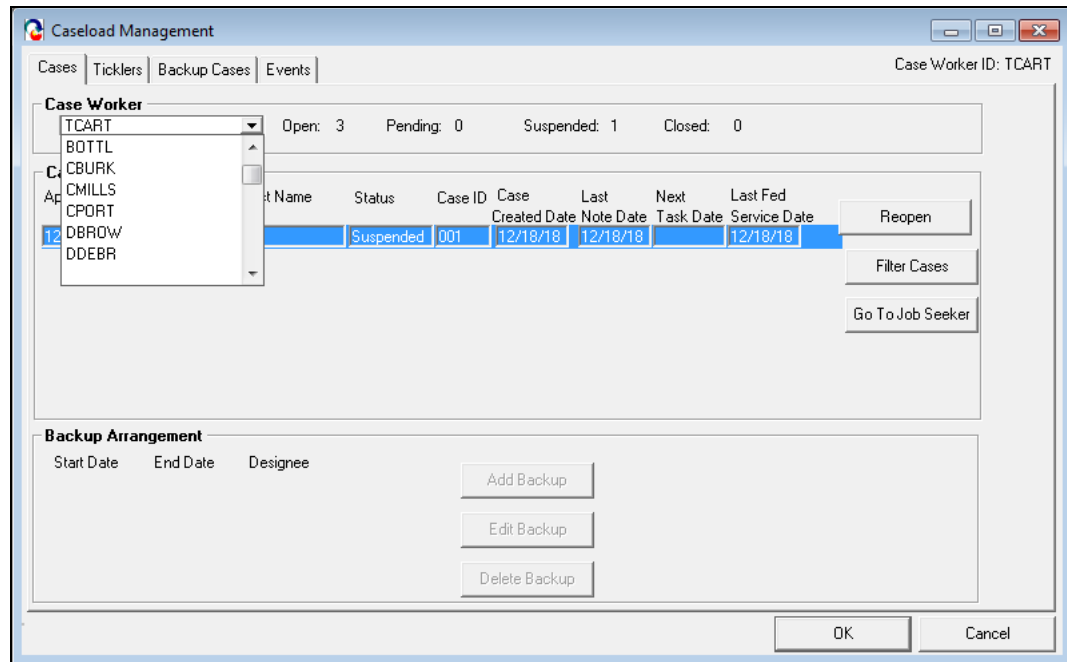 Caseload Management
Cases Ticklers Backup Cases Events Case Worker ID: TCART
Case Worker
TCART Open: 3 Pending: 0 Suspended: 1 Closed: 0
BOTTL
CBURK
CMILLS
CPORT
DBROW
DDEBR
Ca
Ap t Name Status Case ID Case Created Date Last Note Date Next Task Date Last Fed Service Date
12 Suspended 001 12/18/18 12/18/18 12/18/18
Reopen
Filter Cases
Go To Job Seeker
Backup Arrangement
Start Date End Date Designee
Add Backup
Edit Backup
Delete Backup
OK Cancel